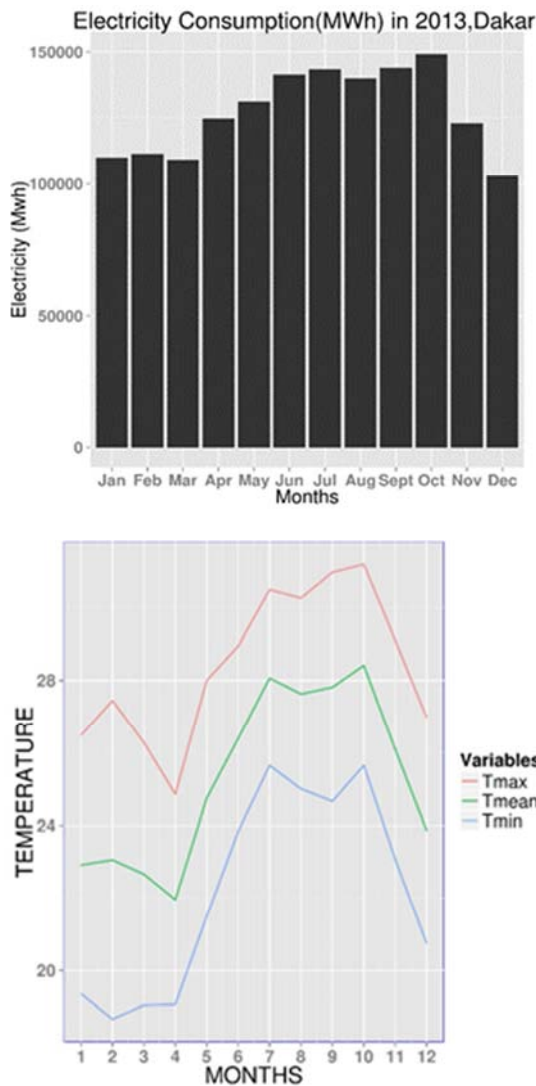 Electricity Consumption(MWh) in 2013,Dakar
Electricity (Mwh)
150000
100000
50000
0
Jan Feb Mar Apr May Jun Jul Aug Sept Oct Nov Dec
Months
TEMPERATURE
28
24
20
1 2 3 4 5 6 7 8 9 10 11 12
MONTHS
Variables
Tmax
Tmean
Tmin